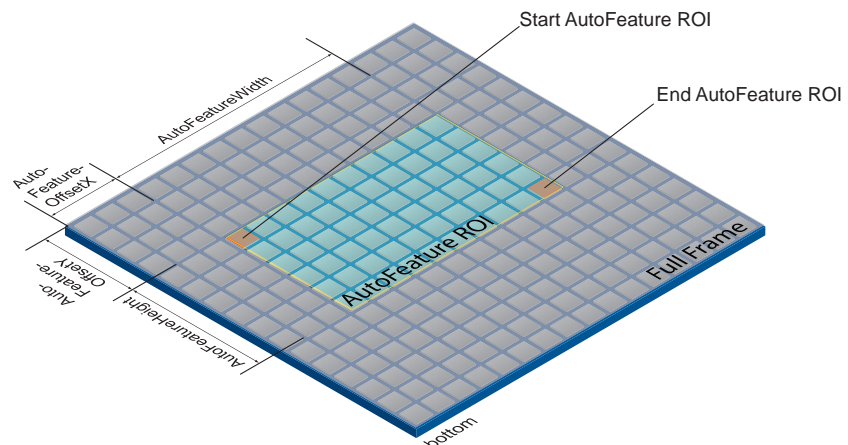 Start AutoFeature ROI
End AutoFeature ROI
AutoFeatureWidth
Auto-
Feature-
OffsetX
Auto-
Feature-
OffsetY
AutoFeatureHeight
AutoFeature ROI
Full Frame
bottom